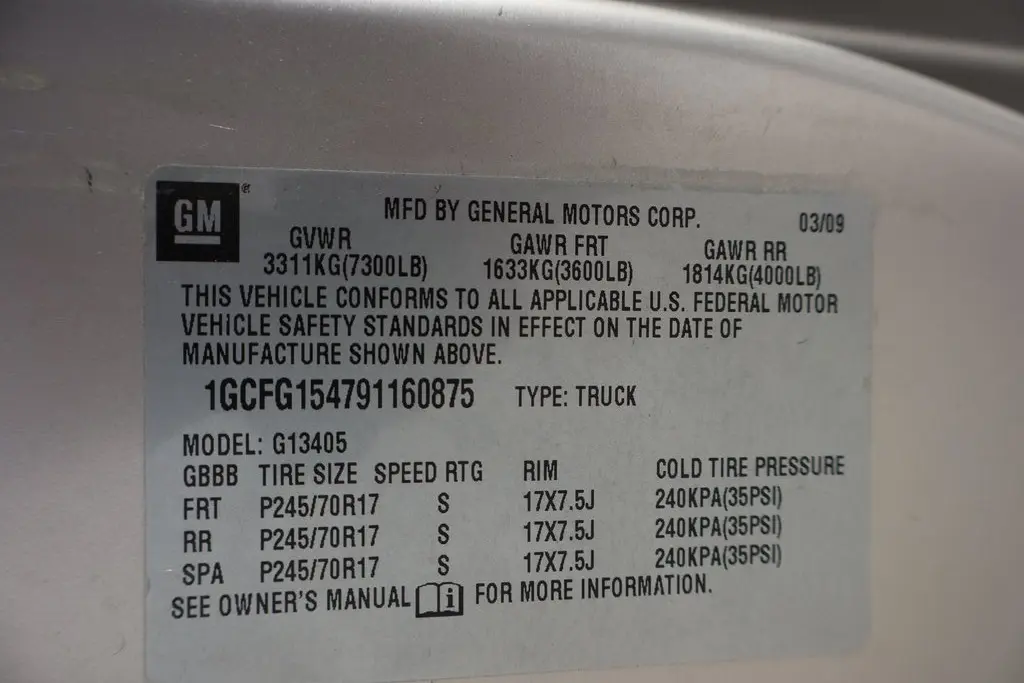 GM®
MFD BY GENERAL MOTORS CORP. 03/09
GVWR GAWR FRT GAWR RR
3311KG(7300LB) 1633KG(3600LB) 1814KG(4000LB)
THIS VEHICLE CONFORMS TO ALL APPLICABLE U.S. FEDERAL MOTOR
VEHICLE SAFETY STANDARDS IN EFFECT ON THE DATE OF
MANUFACTURE SHOWN ABOVE.
1GCFG154791160875 TYPE: TRUCK
MODEL: G13405
GBBB TIRE SIZE SPEED RTG RIM COLD TIRE PRESSURE
FRT P245/70R17 S 17X7.5J 240KPA(35PSI)
RR P245/70R17 S 17X7.5J 240KPA(35PSI)
SPA P245/70R17 S 17X7.5J 240KPA(35PSI)
SEE OWNER'S MANUAL i FOR MORE INFORMATION.